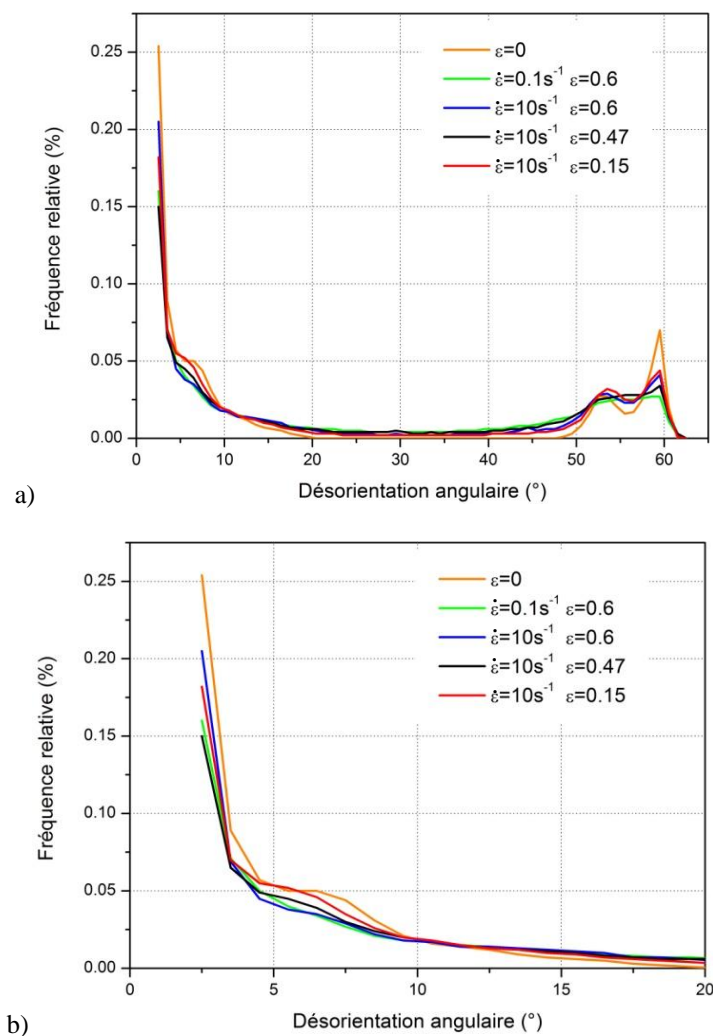 0.25
0.20
0.15
0.10
0.05
0.00
Fréquence relative (%)
ε=0
ε̇=0.1s⁻¹ ε=0.6
ε̇=10s⁻¹ ε=0.6
ε̇=10s⁻¹ ε=0.47
ε̇=10s⁻¹ ε=0.15
0 10 20 30 40 50 60
Désorientation angulaire (°)
a)
0.25
0.20
0.15
0.10
0.05
0.00
Fréquence relative (%)
ε=0
ε̇=0.1s⁻¹ ε=0.6
ε̇=10s⁻¹ ε=0.6
ε̇=10s⁻¹ ε=0.47
ε̇=10s⁻¹ ε=0.15
0 5 10 15 20
Désorientation angulaire (°)
b)